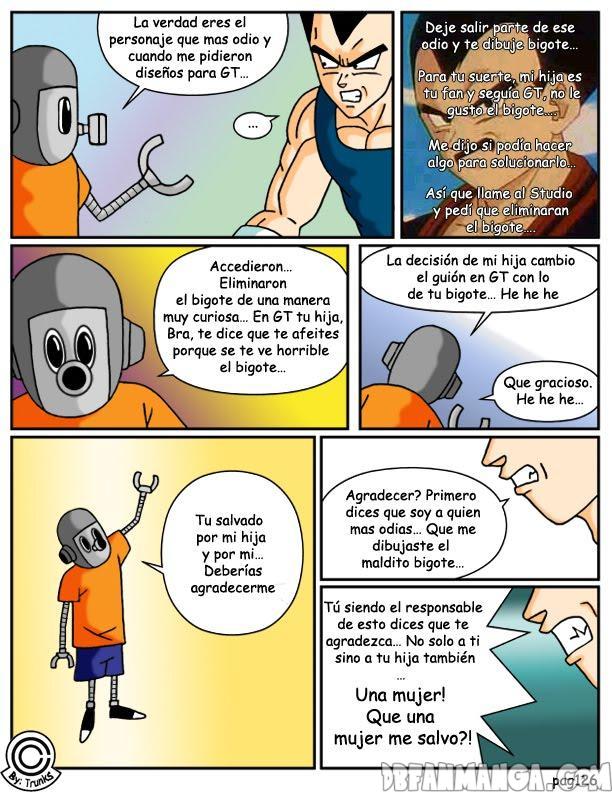 La verdad eres el
personaje que mas odio y
cuando me pidieron
diseños para GT...
...
Deje salir parte de ese
odio y te dibuje bigote...
Para tu suerte, mi hija es
tu fan y seguía GT, no le
gusto el bigote....
Me dijo si podía hacer
algo para solucionarlo...
Así que llame al Studio
y pedí que eliminaran
el bigote....
Accedieron...
Eliminaron
el bigote de una manera
muy curiosa... En GT tu hija,
Bra, te dice que te afeites
porque se te ve horrible
el bigote...
La decisión de mi hija cambio
el guión en GT con lo
de tu bigote... He he he
Que gracioso.
He he he...
Tu salvado
por mi hija
y por mi...
Deberías
agradecerme
Agradecer? Primero
dices que soy a quien
mas odias... Que me
dibujaste el
maldito bigote...
Tú siendo el responsable
de esto dices que te
agradezca... No solo a ti
sino a tu hija también
...
Una mujer!
Que una
mujer me salvo?!
By: Trunks
pag126
DBFANMANGA.COM